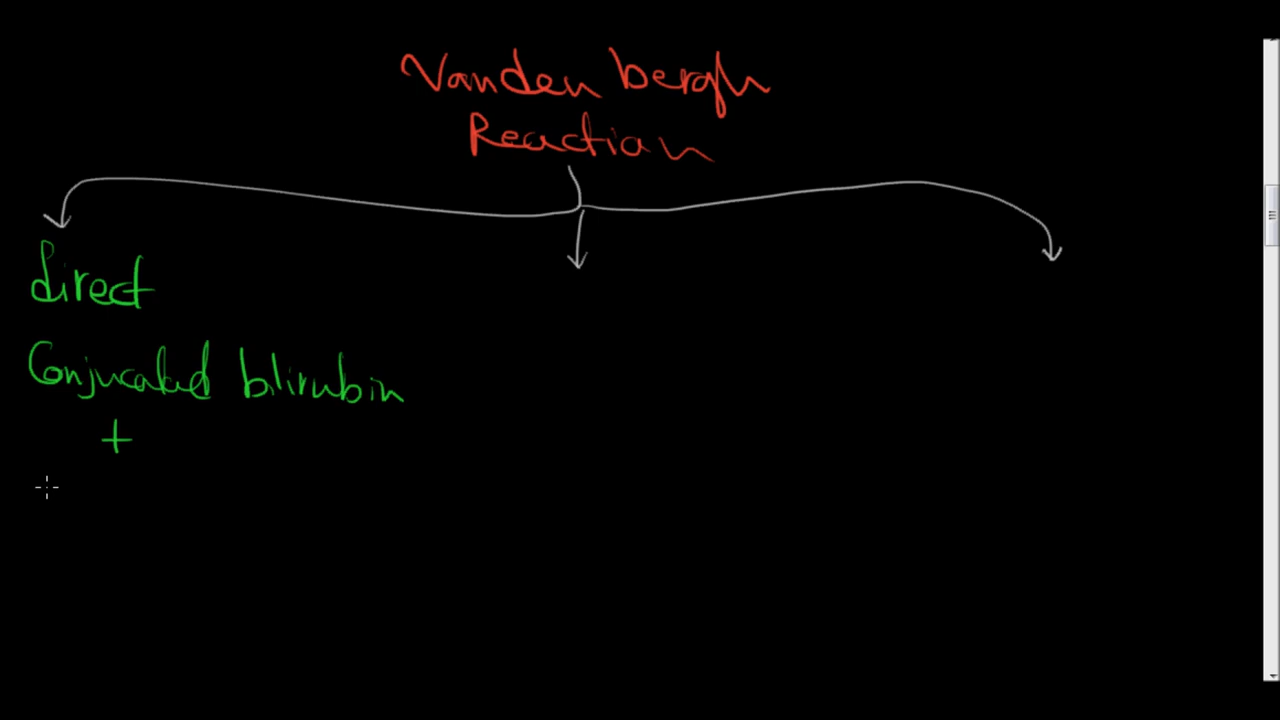 Vanden bergh
Reaction
direct
Conjucated bilirubin
+